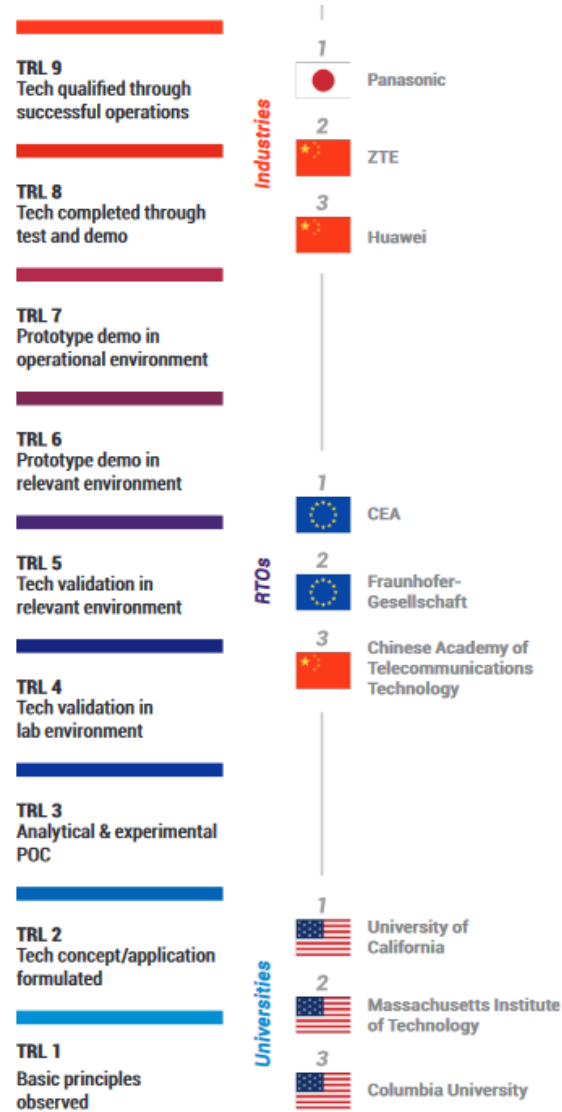 TRL 9
Tech qualified through
successful operations
TRL 8
Tech completed through
test and demo
TRL 7
Prototype demo in
operational environment
TRL 6
Prototype demo in
relevant environment
TRL 5
Tech validation in
relevant environment
TRL 4
Tech validation in
lab environment
TRL 3
Analytical & experimental
POC
TRL 2
Tech concept/application
formulated
TRL 1
Basic principles
observed
Industries
1
Panasonic
2
ZTE
3
Huawei
RTOs
1
CEA
2
Fraunhofer-
Gesellschaft
3
Chinese Academy of
Telecommunications
Technology
Universities
1
University of
California
2
Massachusetts Institute
of Technology
3
Columbia University